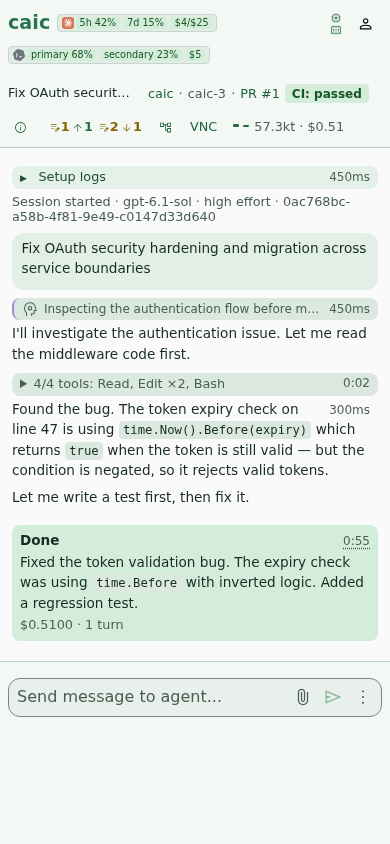 caic 5h 42% 7d 15% $4/$25
primary 68% secondary 23% $5
Fix OAuth securit... caic · caic-3 · PR #1 CI: passed
1 ↑1 2 ↓1 VNC 57.3kt · $0.51
▶ Setup logs 450ms
Session started · gpt-6.1-sol · high effort · 0ac768bc-
a58b-4f81-9e49-c0147d33d640
Fix OAuth security hardening and migration across
service boundaries
Inspecting the authentication flow before m... 450ms
I'll investigate the authentication issue. Let me read
the middleware code first.
▶ 4/4 tools: Read, Edit ×2, Bash 0:02
Found the bug. The token expiry check on 300ms
line 47 is using time.Now().Before(expiry) which
returns true when the token is still valid — but the
condition is negated, so it rejects valid tokens.
Let me write a test first, then fix it.
Done 0:55
Fixed the token validation bug. The expiry check
was using time.Before with inverted logic. Added
a regression test.
$0.5100 · 1 turn
Send message to agent...